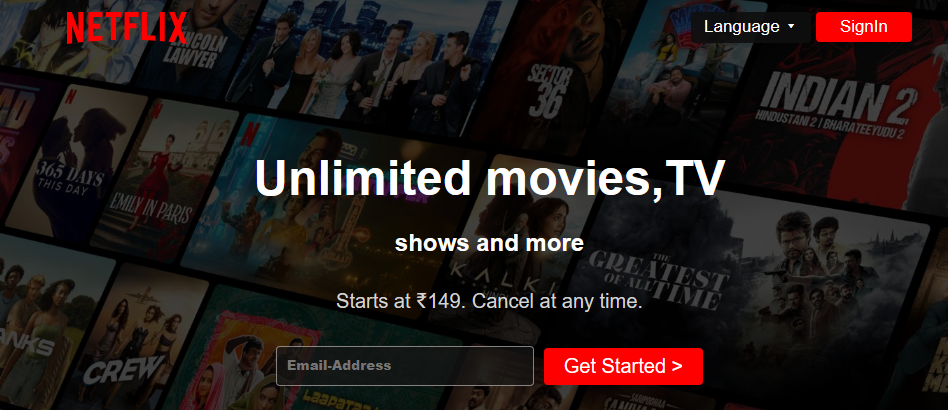 NETFLIX
Language
SignIn
LINCOLN
LAWYER
SECTOR
36
INDIAN 2
HINDUSTANI 2 | BHARATEEYUDU 2
N
N
N
365 DAYS
THIS DAY
EMILY IN PARIS
Unlimited movies,TV
shows and more
KALKI
THE
GREATEST
OF ALL TIME
Starts at ₹149. Cancel at any time.
Email-Address
Get Started >
CREW